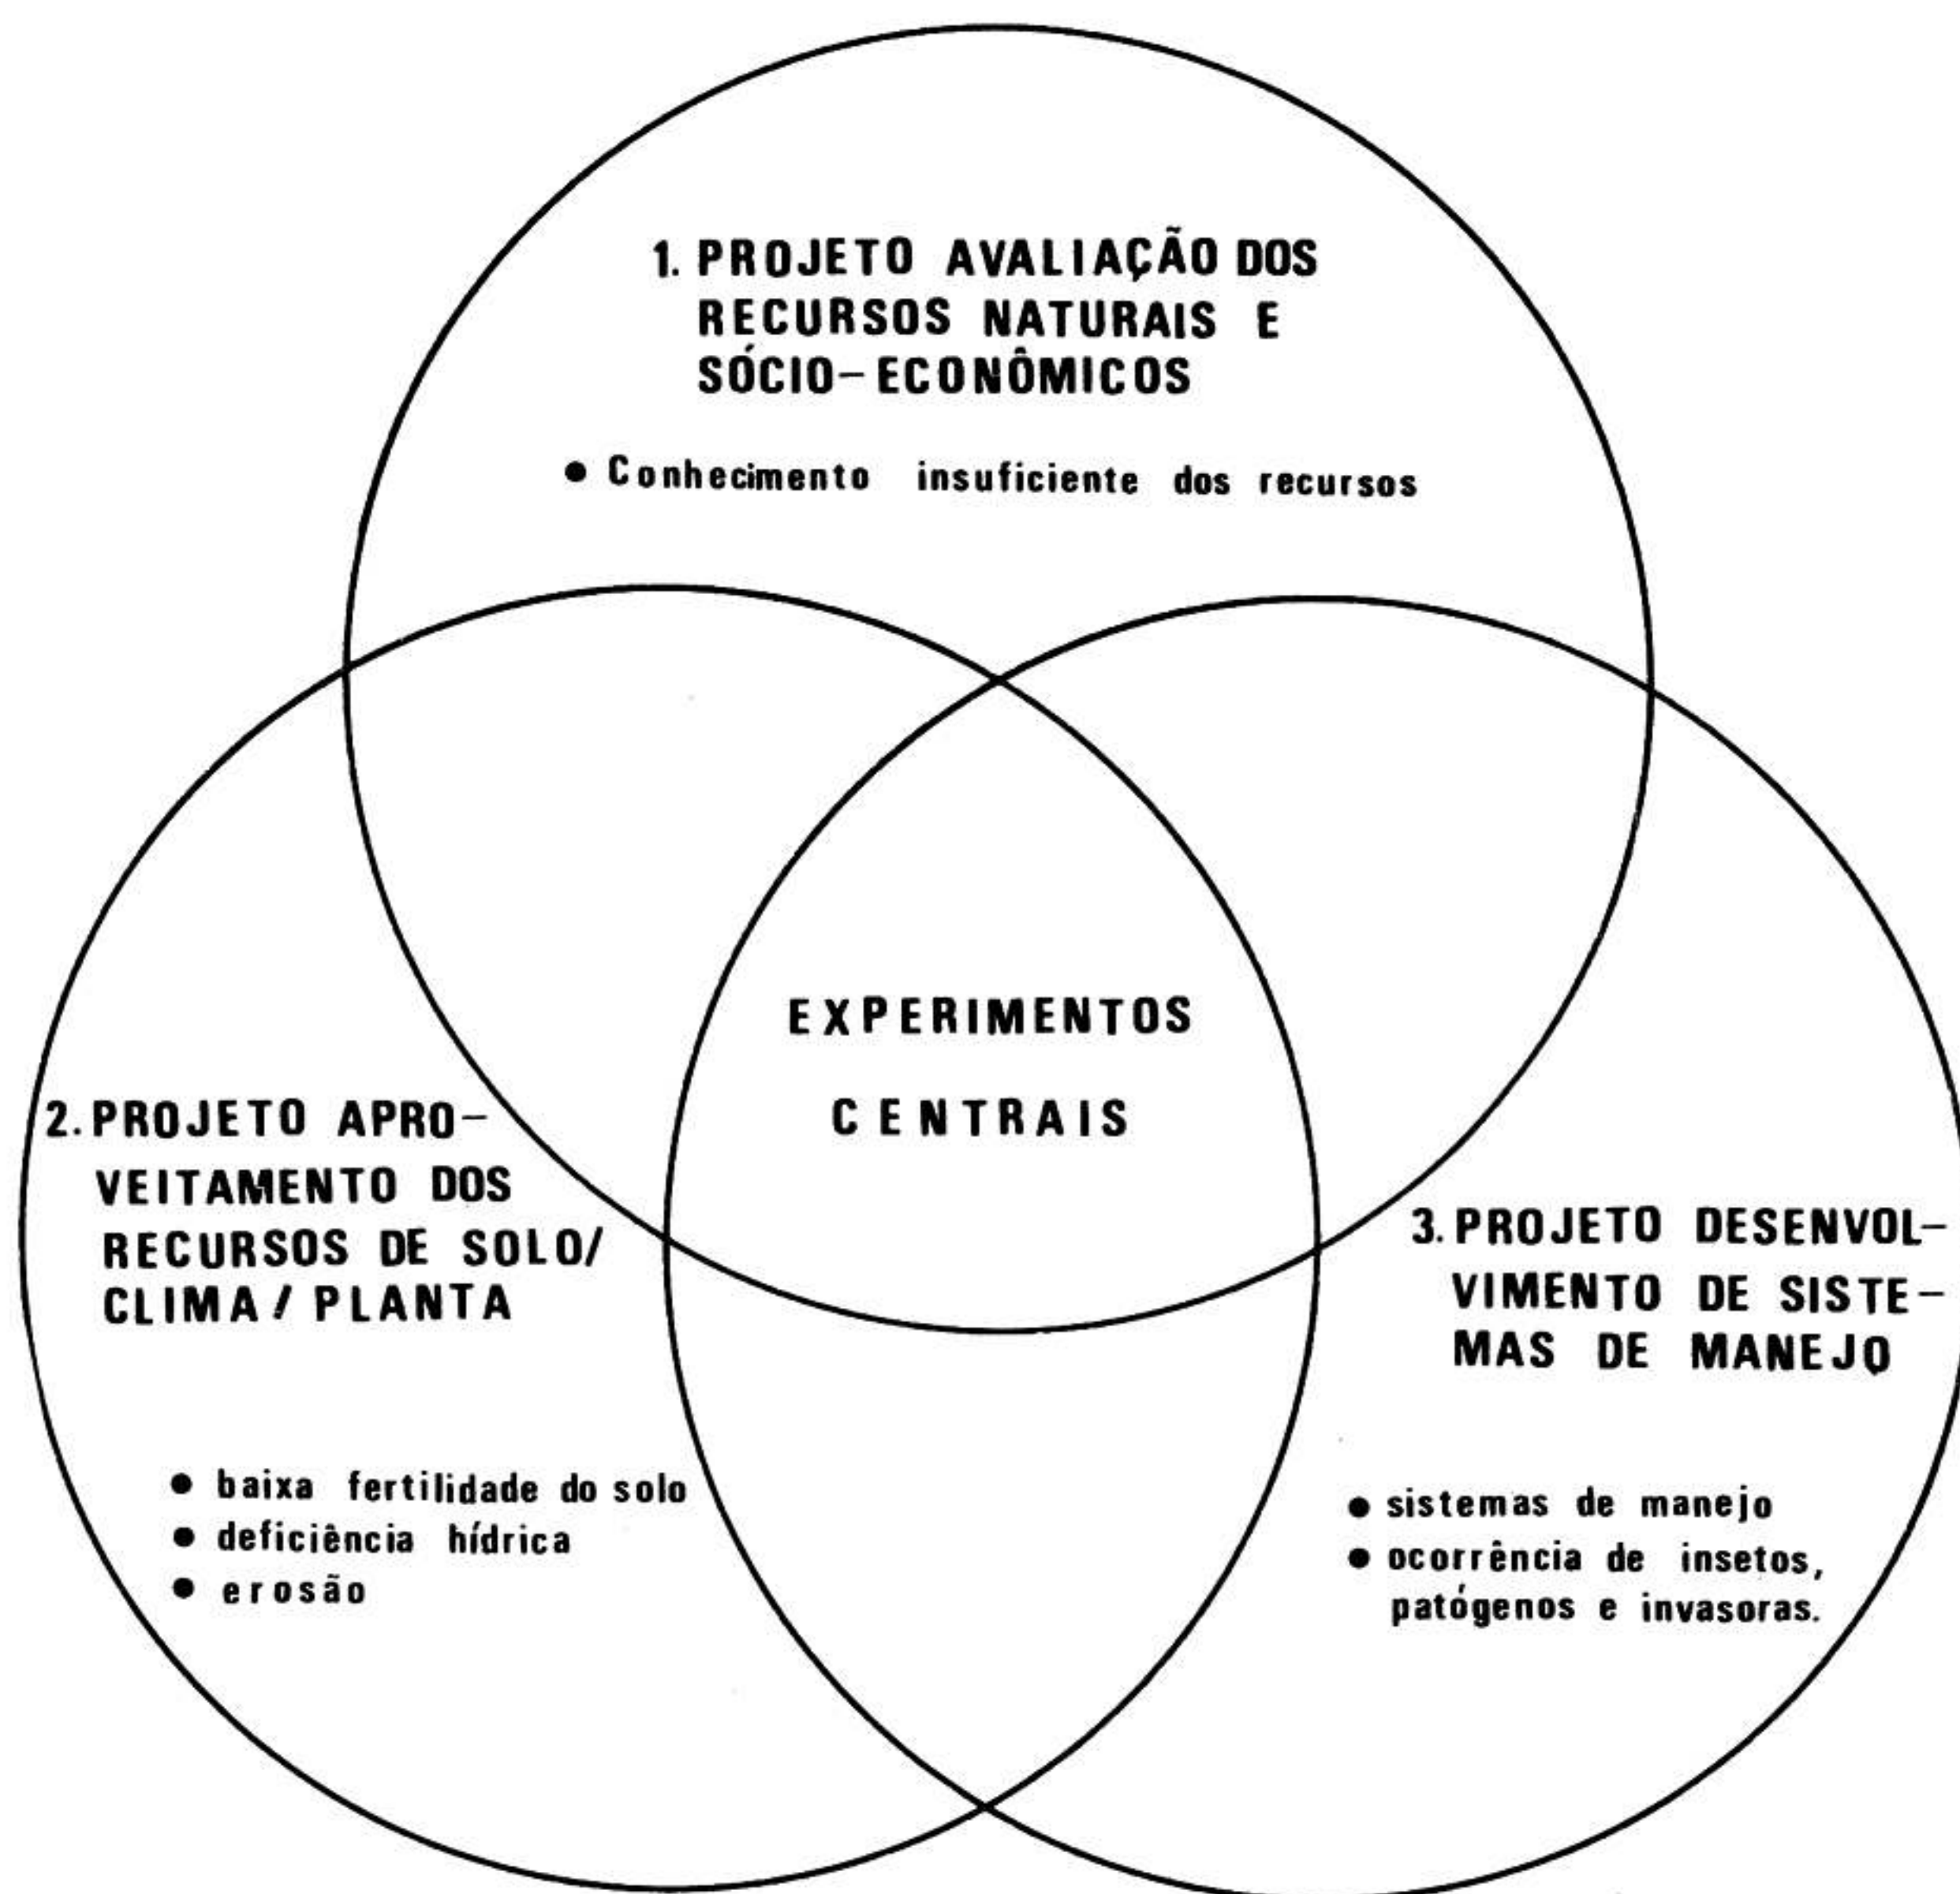 1. PROJETO AVALIAÇÃO DOS
RECURSOS NATURAIS E
SÓCIO-ECONÔMICOS
• Conhecimento insuficiente dos recursos
EXPERIMENTOS
CENTRAIS
2. PROJETO APRO-
VEITAMENTO DOS
RECURSOS DE SOLO/
CLIMA / PLANTA
• baixa fertilidade do solo
• deficiência hídrica
• erosão
3. PROJETO DESENVOL-
VIMENTO DE SISTE-
MAS DE MANEJO
• sistemas de manejo
• ocorrência de insetos,
patógenos e invasoras.